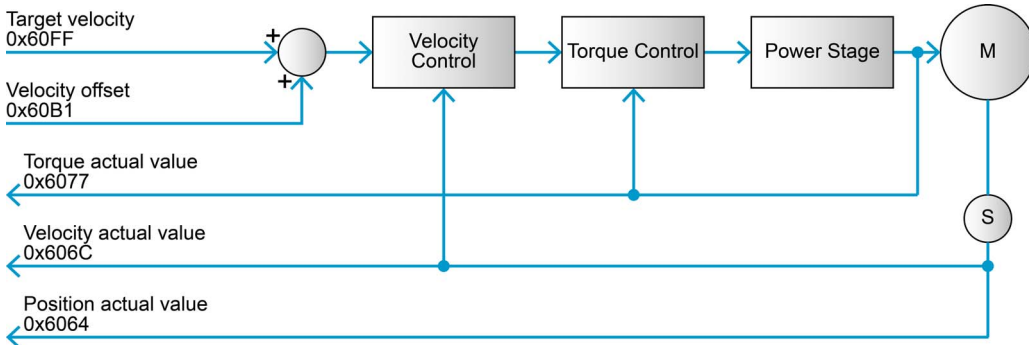 Target velocity
0x60FF
+
+
Velocity offset
0x60B1
Velocity
Control
Torque Control
Power Stage
M
Torque actual value
0x6077
S
Velocity actual value
0x606C
Position actual value
0x6064